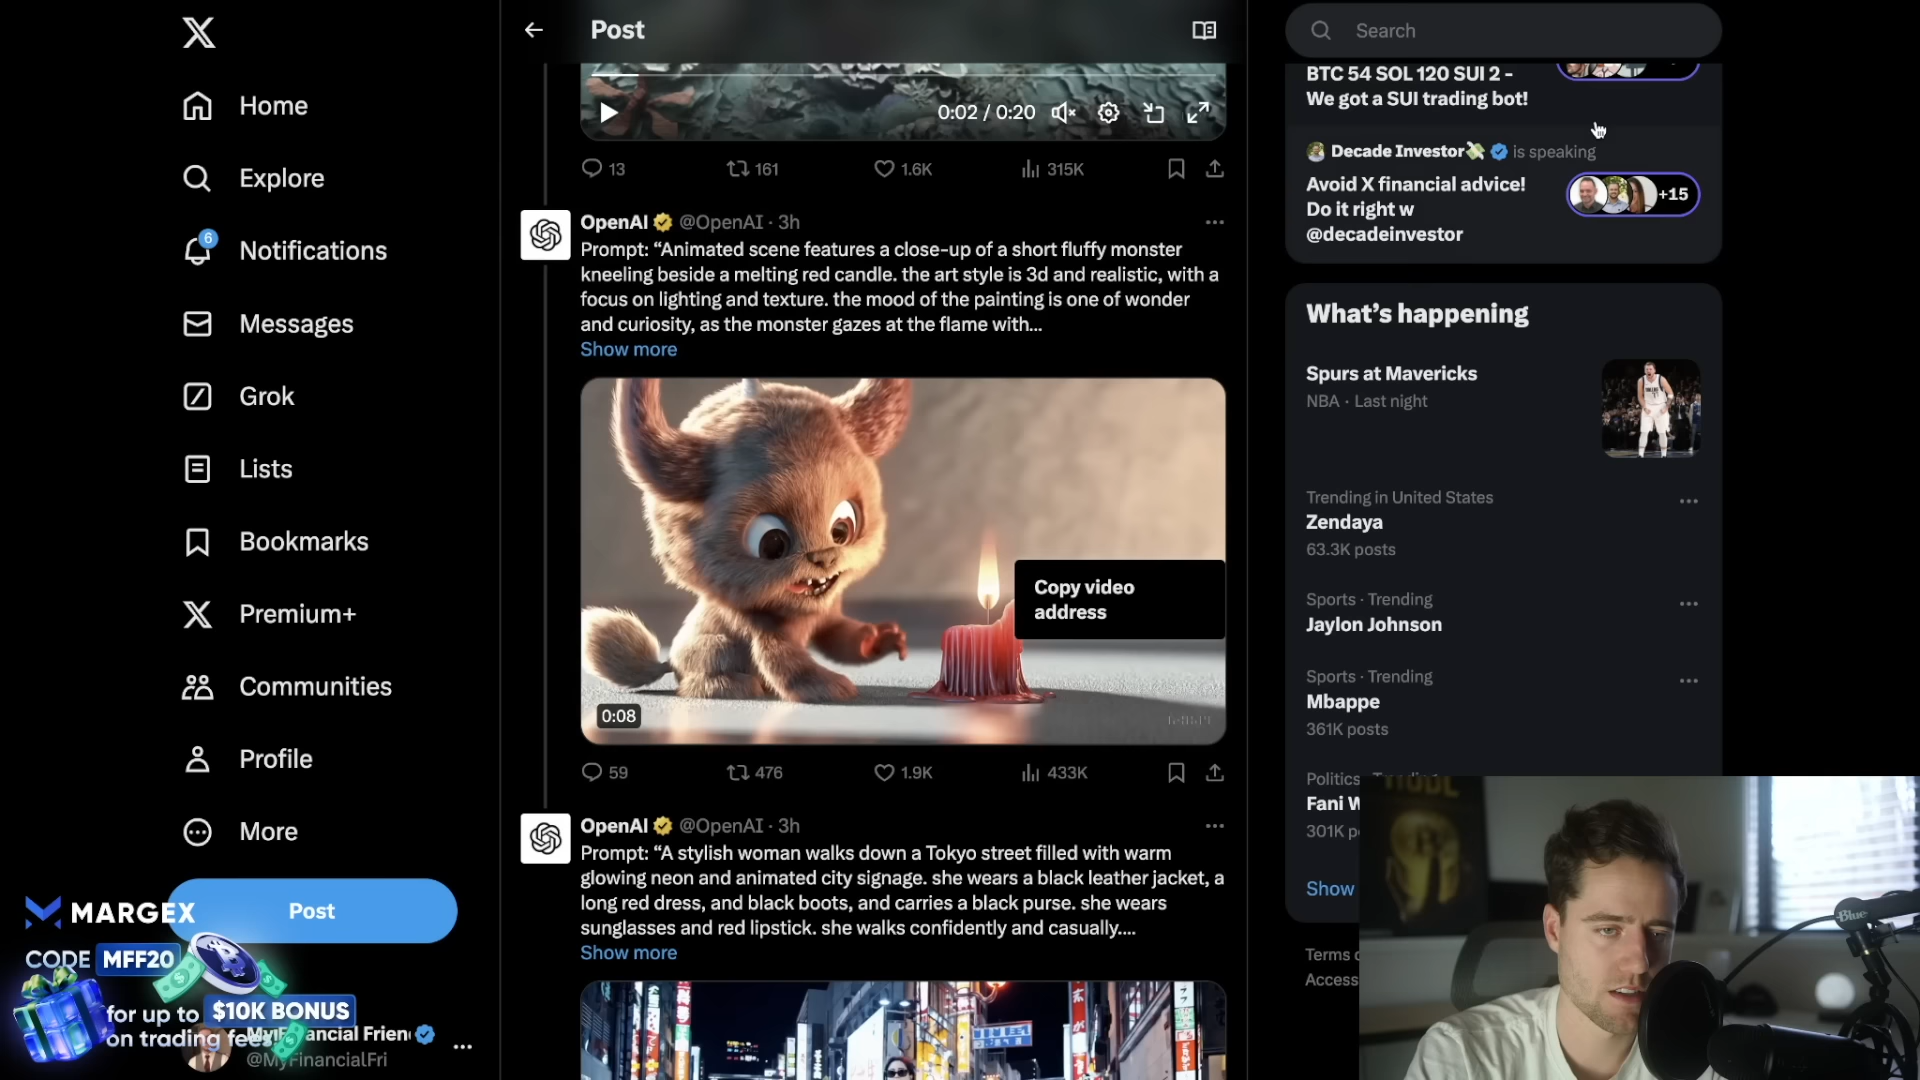 Home
Explore
6
Notifications
Messages
Grok
Lists
Bookmarks
Premium+
Communities
Profile
More
Post
MARGEX
CODE MFF20
for up to $10K BONUS
on trading fees
@MyFinancialFri
Post
0:02 / 0:20
13
161
1.6K
315K
OpenAI @OpenAI · 3h
Prompt: “Animated scene features a close-up of a short fluffy monster
kneeling beside a melting red candle. the art style is 3d and realistic, with a
focus on lighting and texture. the mood of the painting is one of wonder
and curiosity, as the monster gazes at the flame with...
Show more
Copy video
address
0:08
59
476
1.9K
433K
OpenAI @OpenAI · 3h
Prompt: “A stylish woman walks down a Tokyo street filled with warm
glowing neon and animated city signage. she wears a black leather jacket, a
long red dress, and black boots, and carries a black purse. she wears
sunglasses and red lipstick. she walks confidently and casually....
Show more
Search
BTC 54 SOL 120 SUI 2 -
We got a SUI trading bot!
Decade Investor is speaking
Avoid X financial advice!
Do it right w
@decadeinvestor
+15
What’s happening
Spurs at Mavericks
NBA · Last night
Trending in United States
Zendaya
63.3K posts
Sports · Trending
Jaylon Johnson
Sports · Trending
Mbappe
361K posts
Politics
Fani
301K
Show
Terms
Access
Blue